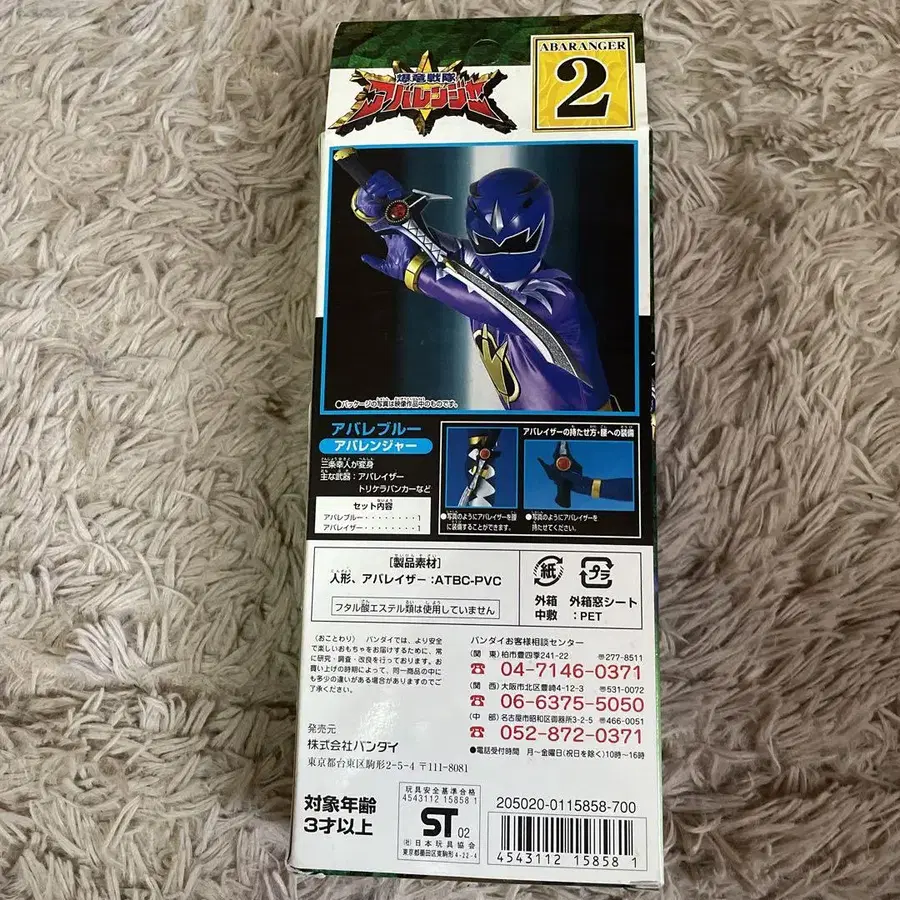 爆竜戦隊
アバレンジャー
ABARANGER
2
●パッケージの写真は映像作品中のものです。
アバレブルー
アバレンジャー
三条幸人が変身
主な武器：アバレイザー
トリケラバンカーなど
セット内容
アバレブルー・・・・・・・・1
アバレイザー・・・・・・・・1
アバレイザーの持たせ方・腰への装備
●写真のようにアバレイザーを腰
に装備することができます。
●写真のようにアバレイザーを
持たせてください。
[製品素材]
人形、アバレイザー：ATBC-PVC
フタル酸エステル類は使用していません
紙
プラ
外箱
中敷
外箱窓シート
：PET
(おことわり) バンダイでは、より安全
で楽しいおもちゃをお届けするために、常
に研究・調査・改良を行っております。お
買い上げの時期によって、同一商品の中に
も多少の違いがある場合がありますのでご
了承ください。
発売元
株式会社バンダイ
東京都台東区駒形2-5-4 〒111-8081
バンダイお客様相談センター
(関 東) 柏市豊四季241-22 〒277-8511
☎ 04-7146-0371
(関 西) 大阪市北区豊崎4-12-3 〒531-0072
☎ 06-6375-5050
(中 部) 名古屋市昭和区御器所3-2-5 〒466-0051
☎ 052-872-0371
●電話受付時間 月〜金曜日(祝日を除く)10時〜16時
対象年齢
3才以上
玩具安全基準合格
4543112 15858 1
ST 02
(社)日本玩具協会
東京都墨田区東駒形4-22-4
205020-0115858-700
4543112 158581